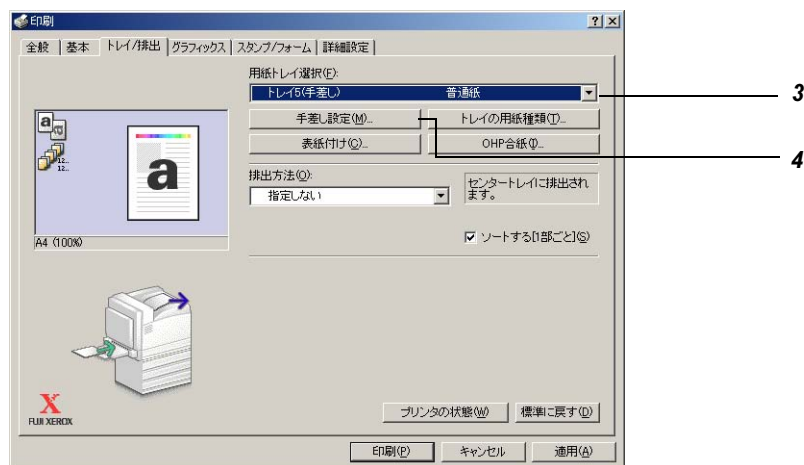 印刷
全般 基本 トレイ/排出 グラフィックス スタンプ/フォーム 詳細設定
用紙トレイ選択(F):
トレイ5(手差し) 普通紙
3
手差し設定(M)... トレイの用紙種類(T)...
表紙付け(C)... OHP合紙(I)...
4
排出方法(O):
指定しない
センタートレイに排出され
ます。
ソートする[1部ごと](S)
a
a
12..
12..
a
A4 (100%)
X
FUJI XEROX
プリンタの状態(W) 標準に戻す(D)
印刷(P) キャンセル 適用(A)